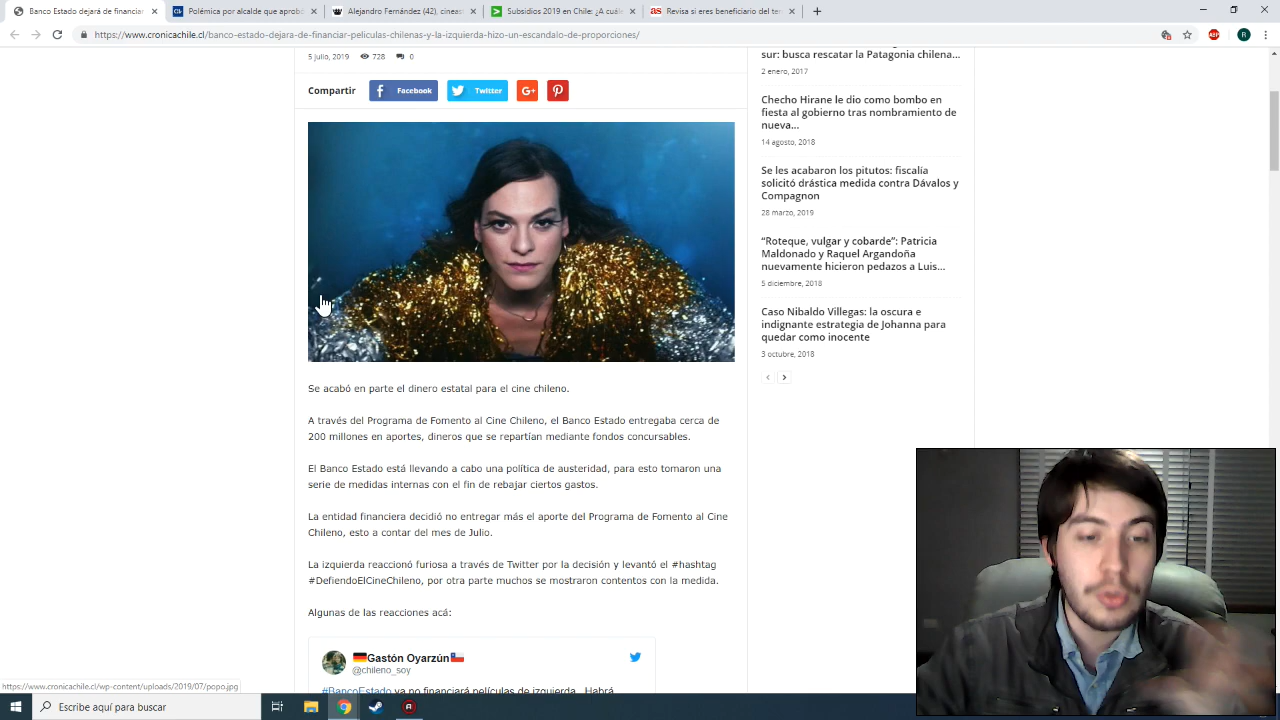 Banco Estado dejará de financiar
Polémica por alcalde que aprobó
Alejandro Fernández (42), cineas
Subsidios 2019 en Chile: ¿A cuál
Revisa si eres beneficiario del
https://www.cronicachile.cl/banco-estado-dejara-de-financiar-peliculas-chilenas-y-la-izquierda-hizo-un-escandalo-de-proporciones/
5 julio, 2019 728 0
Compartir Facebook Twitter G+
Se acabó en parte el dinero estatal para el cine chileno.
A través del Programa de Fomento al Cine Chileno, el Banco Estado entregaba cerca de
200 millones en aportes, dineros que se repartían mediante fondos concursables.
El Banco Estado está llevando a cabo una política de austeridad, para esto tomaron una
serie de medidas internas con el fin de rebajar ciertos gastos.
La entidad financiera decidió no entregar más el aporte del Programa de Fomento al Cine
Chileno, esto a contar del mes de Julio.
La izquierda reaccionó furiosa a través de Twitter por la decisión y levantó el #hashtag
#DefiendoElCineChileno, por otra parte muchos se mostraron contentos con la medida.
Algunas de las reacciones acá:
Gastón Oyarzún
@chileno_soy
#BancoEstado ya no financiará películas de izquierda.. Habrá
sur: busca rescatar la Patagonia chilena...
2 enero, 2017
Checho Hirane le dio como bombo en
fiesta al gobierno tras nombramiento de
nueva...
14 agosto, 2018
Se les acabaron los pitutos: fiscalía
solicitó drástica medida contra Dávalos y
Compagnon
28 marzo, 2019
“Roteque, vulgar y cobarde”: Patricia
Maldonado y Raquel Argandoña
nuevamente hicieron pedazos a Luis...
5 diciembre, 2018
Caso Nibaldo Villegas: la oscura e
indignante estrategia de Johanna para
quedar como inocente
3 octubre, 2018
https://www.cronicachile.cl/wp-content/uploads/2019/07/popo.jpg
Escribe aquí para buscar